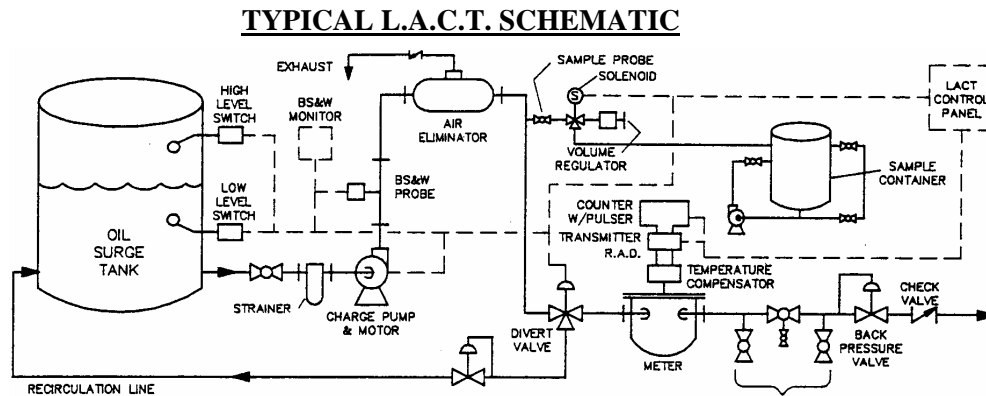 TYPICAL L.A.C.T. SCHEMATIC
EXHAUST
HIGH
LEVEL
SWITCH
BS&W
MONITOR
AIR
ELIMINATOR
SAMPLE PROBE
SOLENOID
S
LACT
CONTROL
PANEL
VOLUME
REGULATOR
SAMPLE
CONTAINER
BS&W
PROBE
LOW
LEVEL
SWITCH
OIL
SURGE
TANK
COUNTER
W/PULSER
TRANSMITTER
R.A.D.
TEMPERATURE
COMPENSATOR
STRAINER
CHARGE PUMP
& MOTOR
DIVERT
VALVE
METER
CHECK
VALVE
BACK
PRESSURE
VALVE
RECIRCULATION LINE